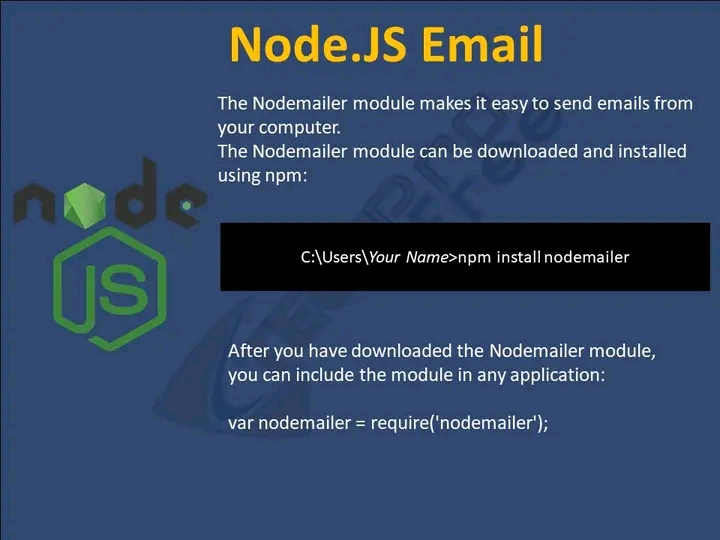 Node.JS Email
The Nodemailer module makes it easy to send emails from
your computer.
The Nodemailer module can be downloaded and installed
using npm:
node
JS
C:\Users\Your Name>npm install nodemailer
After you have downloaded the Nodemailer module,
you can include the module in any application:
var nodemailer = require('nodemailer');